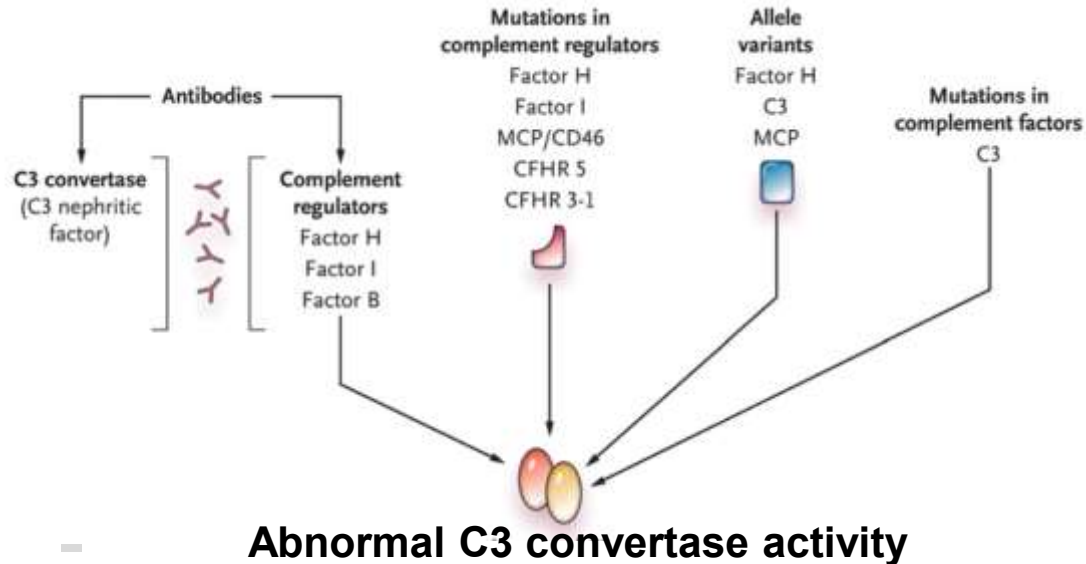 Antibodies
C3 convertase
(C3 nephritic
factor)
Complement
regulators
Factor H
Factor I
Factor B
Mutations in
complement regulators
Factor H
Factor I
MCP/CD46
CFHR 5
CFHR 3-1
Allele
variants
Factor H
C3
MCP
Mutations in
complement factors
C3
Abnormal C3 convertase activity